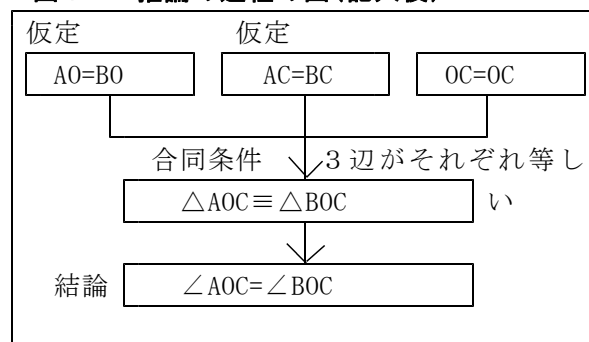 仮定
仮定
AO=BO
AC=BC
OC=OC
合同条件
3辺がそれぞれ等し
い
△AOC≡△BOC
結論
∠AOC=∠BOC